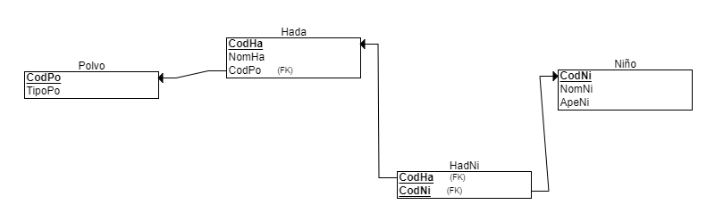 Polvo
CodPo
TipoPo
Hada
CodHa
NomHa
CodPo (FK)
Niño
CodNi
NomNi
ApeNi
HadNi
CodHa (FK)
CodNi (FK)